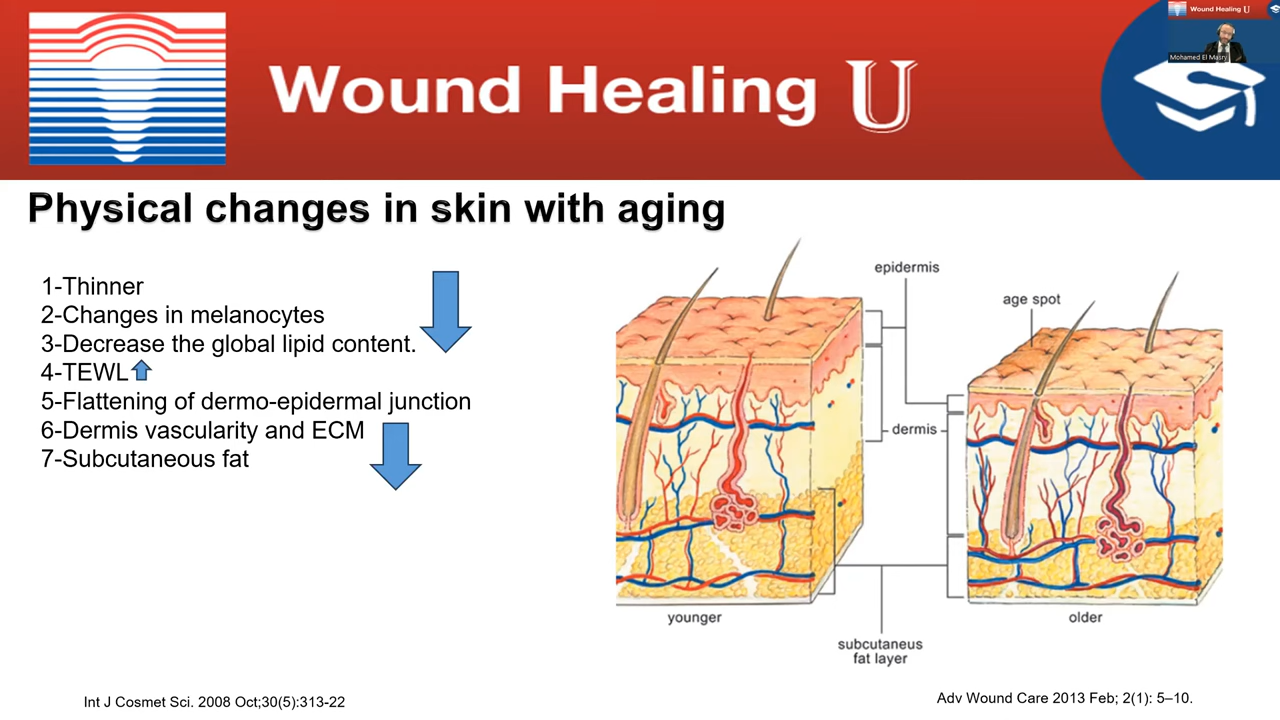 Wound Healing U
Wound Healing U
Mohamed El Masry
Physical changes in skin with aging
1-Thinner
2-Changes in melanocytes
3-Decrease the global lipid content.
4-TEWL
5-Flattening of dermo-epidermal junction
6-Dermis vascularity and ECM
7-Subcutaneous fat
epidermis
age spot
dermis
younger
older
subcutaneus
fat layer
Int J Cosmet Sci. 2008 Oct;30(5):313-22
Adv Wound Care 2013 Feb; 2(1): 5–10.